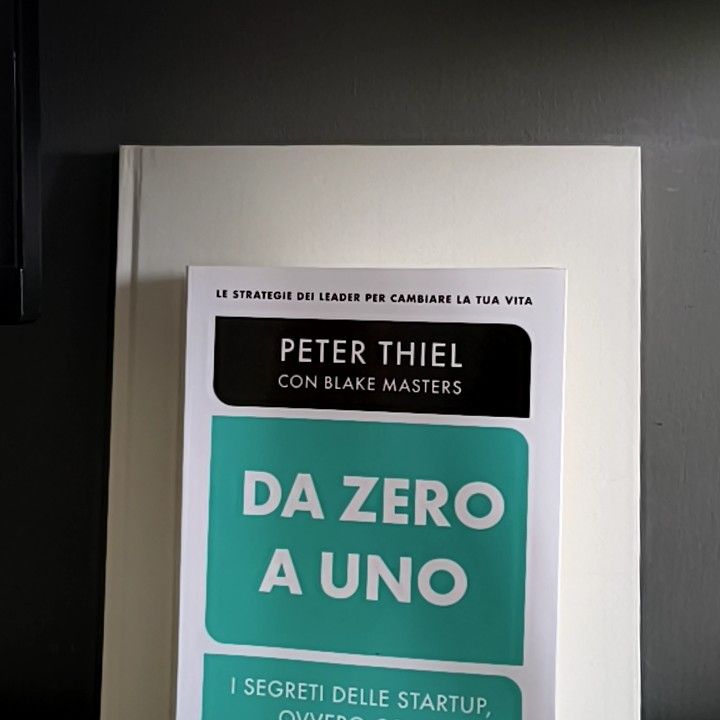 LE STRATEGIE DEI LEADER PER CAMBIARE LA TUA VITA
PETER THIEL
CON BLAKE MASTERS
DA ZERO
A UNO
I SEGRETI DELLE STARTUP,
OVVERO